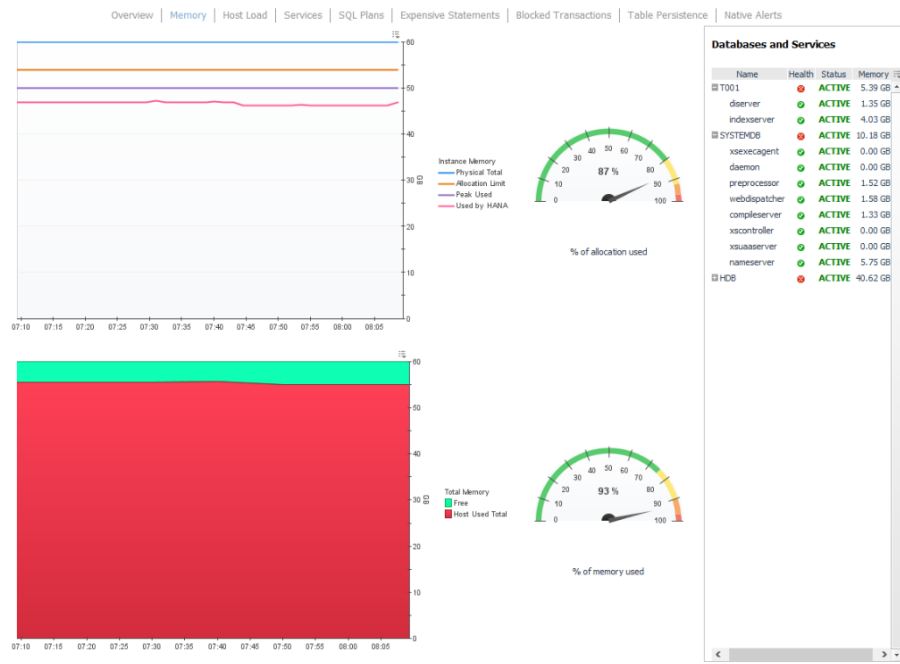 Overview Memory Host Load Services SQL Plans Expensive Statements Blocked Transactions Table Persistence Native Alerts
60
50
40
30
20
10
0
GB
07:10 07:15 07:20 07:25 07:30 07:35 07:40 07:45 07:50 07:55 08:00 08:05
Instance Memory
Physical Total
Allocation Limit
Peak Used
Used by HANA
0 10 20 30 40 50 60 70 80 90 100
87 %
% of allocation used
60
50
40
30
20
10
0
GB
07:10 07:15 07:20 07:25 07:30 07:35 07:40 07:45 07:50 07:55 08:00 08:05
Total Memory
Free
Host Used Total
0 10 20 30 40 50 60 70 80 90 100
93 %
% of memory used
Databases and Services
Name Health Status Memory
T001 ACTIVE 5.39 GB
diserver ACTIVE 1.35 GB
indexserver ACTIVE 4.03 GB
SYSTEMDB ACTIVE 10.18 GB
xsexecagent ACTIVE 0.00 GB
daemon ACTIVE 0.00 GB
preprocessor ACTIVE 1.52 GB
webdispatcher ACTIVE 1.58 GB
compileserver ACTIVE 1.33 GB
xscontroller ACTIVE 0.00 GB
xsuaaserver ACTIVE 0.00 GB
nameserver ACTIVE 5.75 GB
HDB ACTIVE 40.62 GB